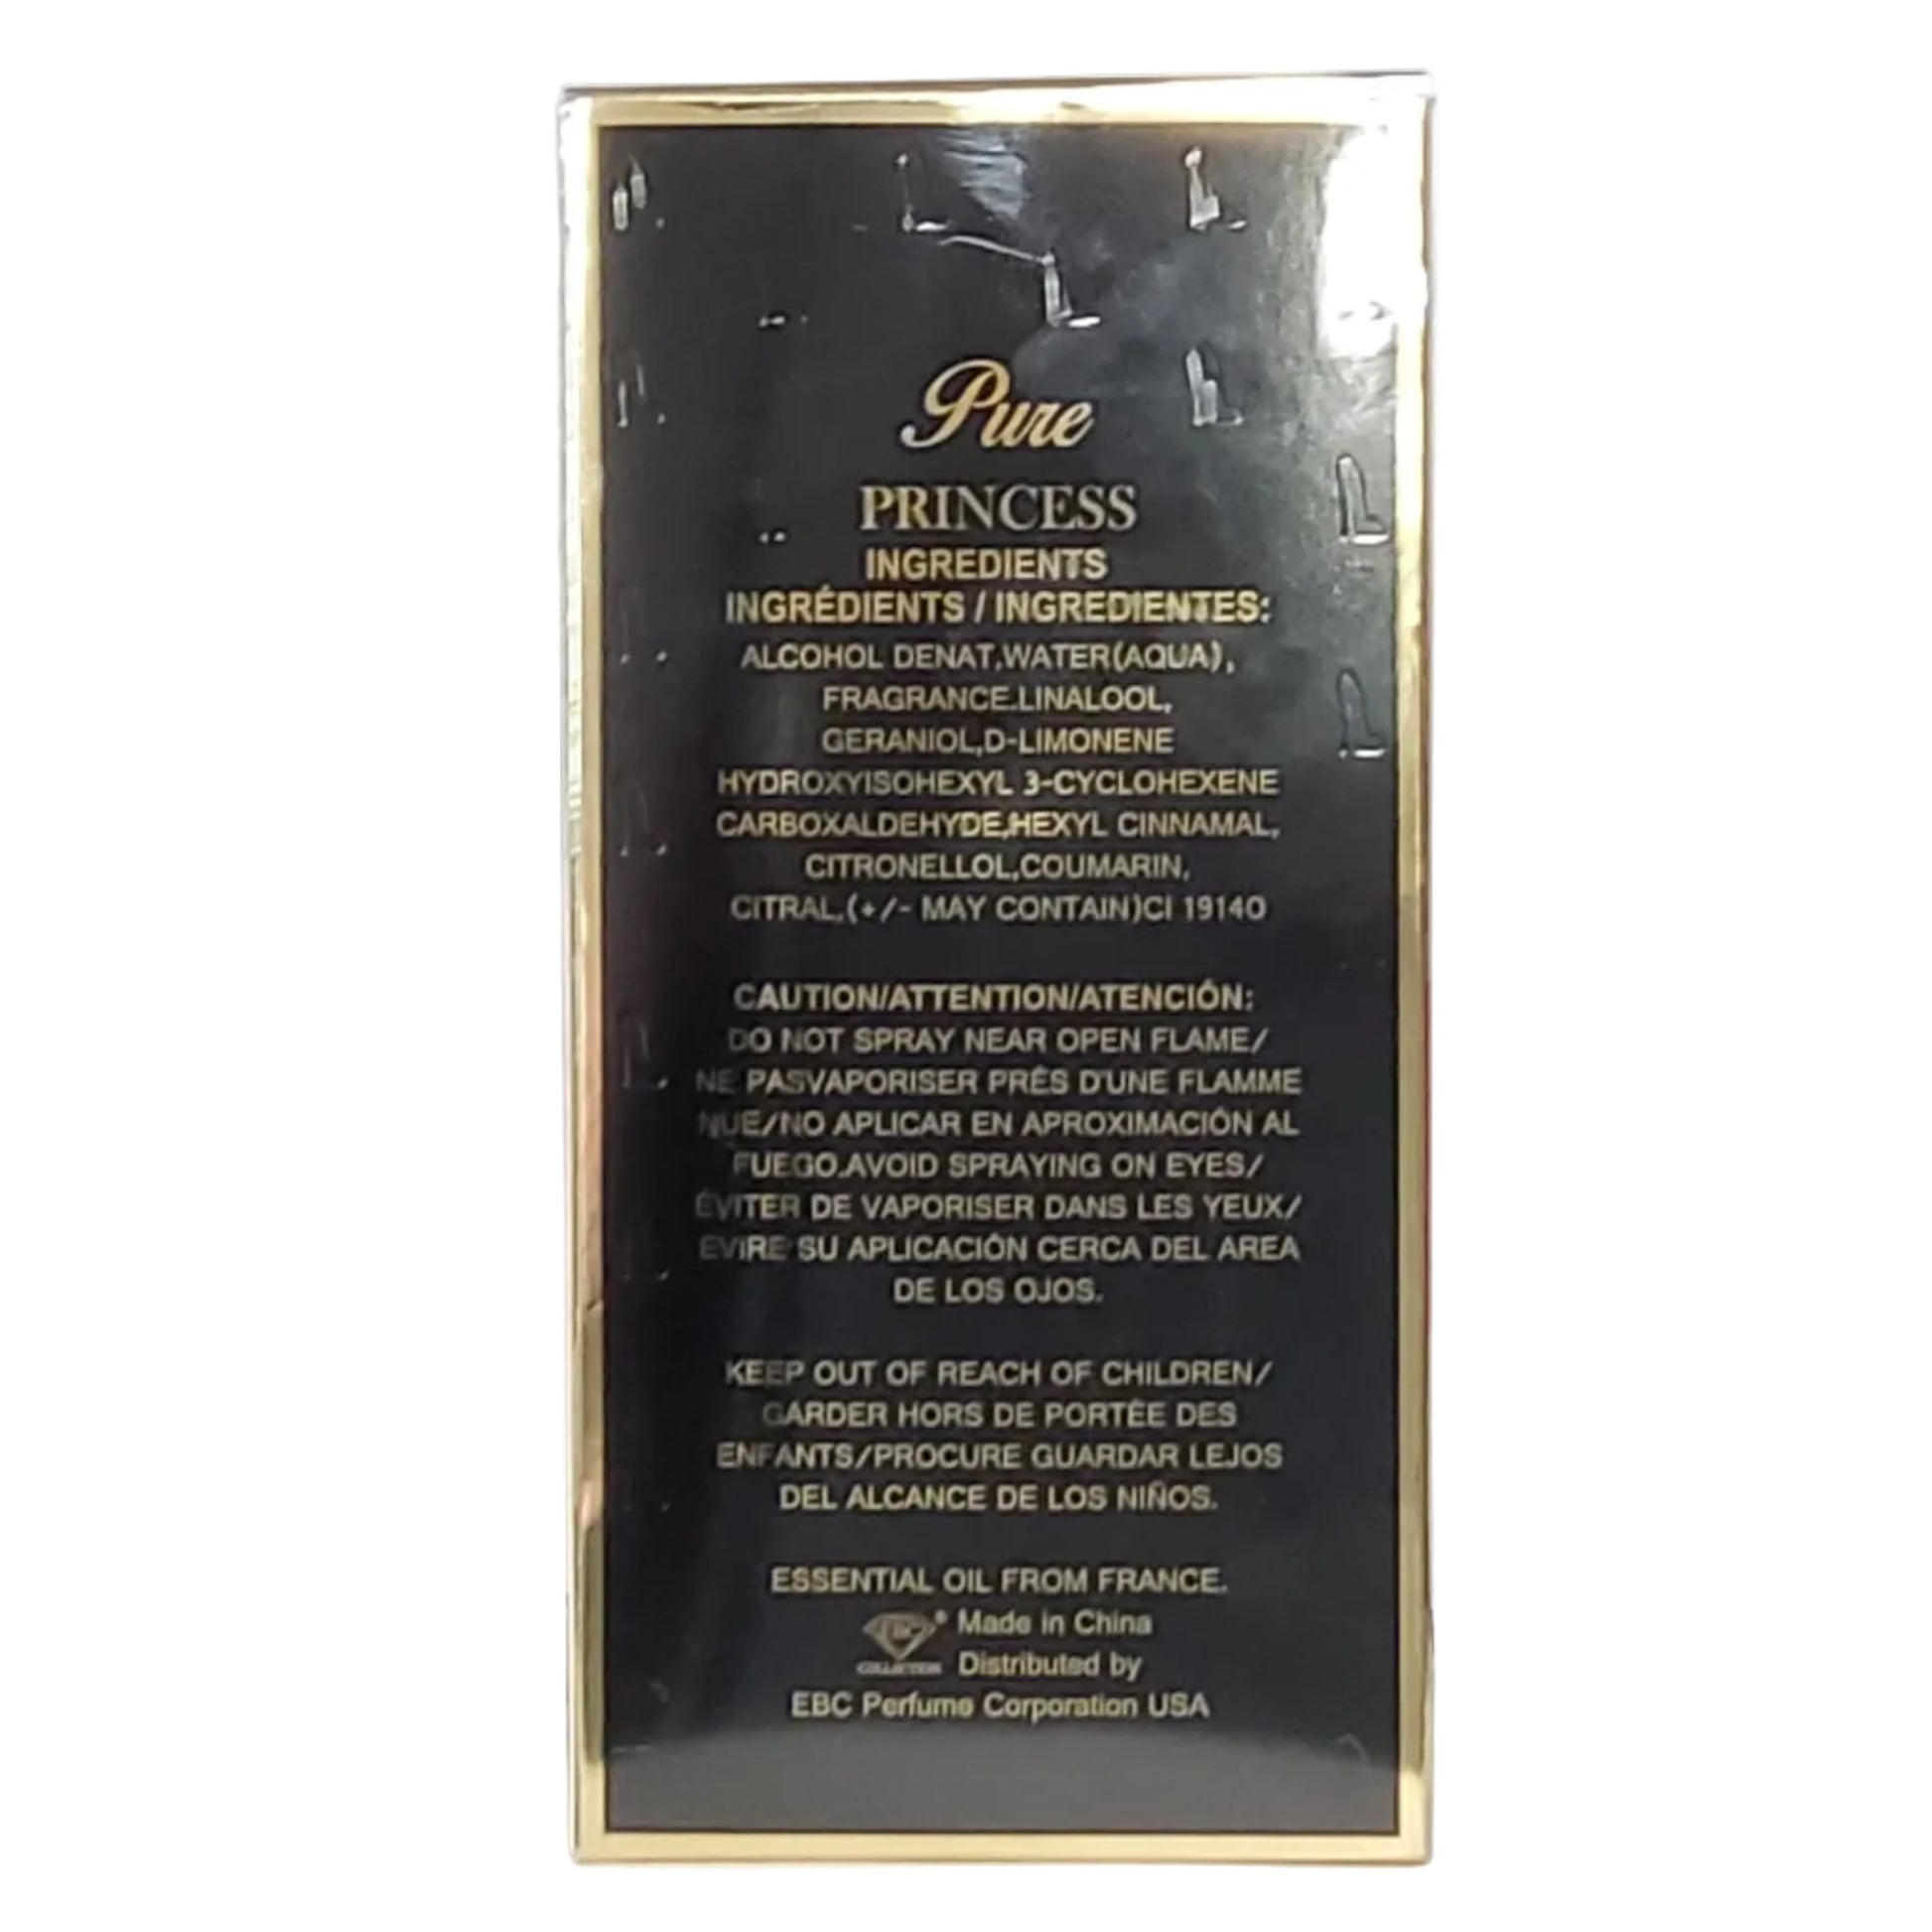 Pure
PRINCESS
INGREDIENTS
INGRÉDIENTS / INGREDIENTES:
ALCOHOL DENAT,WATER(AQUA),
FRAGRANCE.LINALOOL,
GERANIOL,D-LIMONENE
HYDROXYISOHEXYL 3-CYCLOHEXENE
CARBOXALDEHYDE,HEXYL CINNAMAL,
CITRONELLOL,COUMARIN,
CITRAL,(+/- MAY CONTAIN)CI 19140
CAUTION/ATTENTION/ATENCIÓN:
DO NOT SPRAY NEAR OPEN FLAME/
NE PASVAPORISER PRÉS D'UNE FLAMME
NUE/NO APLICAR EN APROXIMACIÓN AL
FUEGO.AVOID SPRAYING ON EYES/
ÉVITER DE VAPORISER DANS LES YEUX/
EVIRE SU APLICACIÓN CERCA DEL AREA
DE LOS OJOS.
KEEP OUT OF REACH OF CHILDREN/
GARDER HORS DE PORTÉE DES
ENFANTS/PROCURE GUARDAR LEJOS
DEL ALCANCE DE LOS NIÑOS.
ESSENTIAL OIL FROM FRANCE.
EBC® Made in China
COLLECTION Distributed by
EBC Perfume Corporation USA